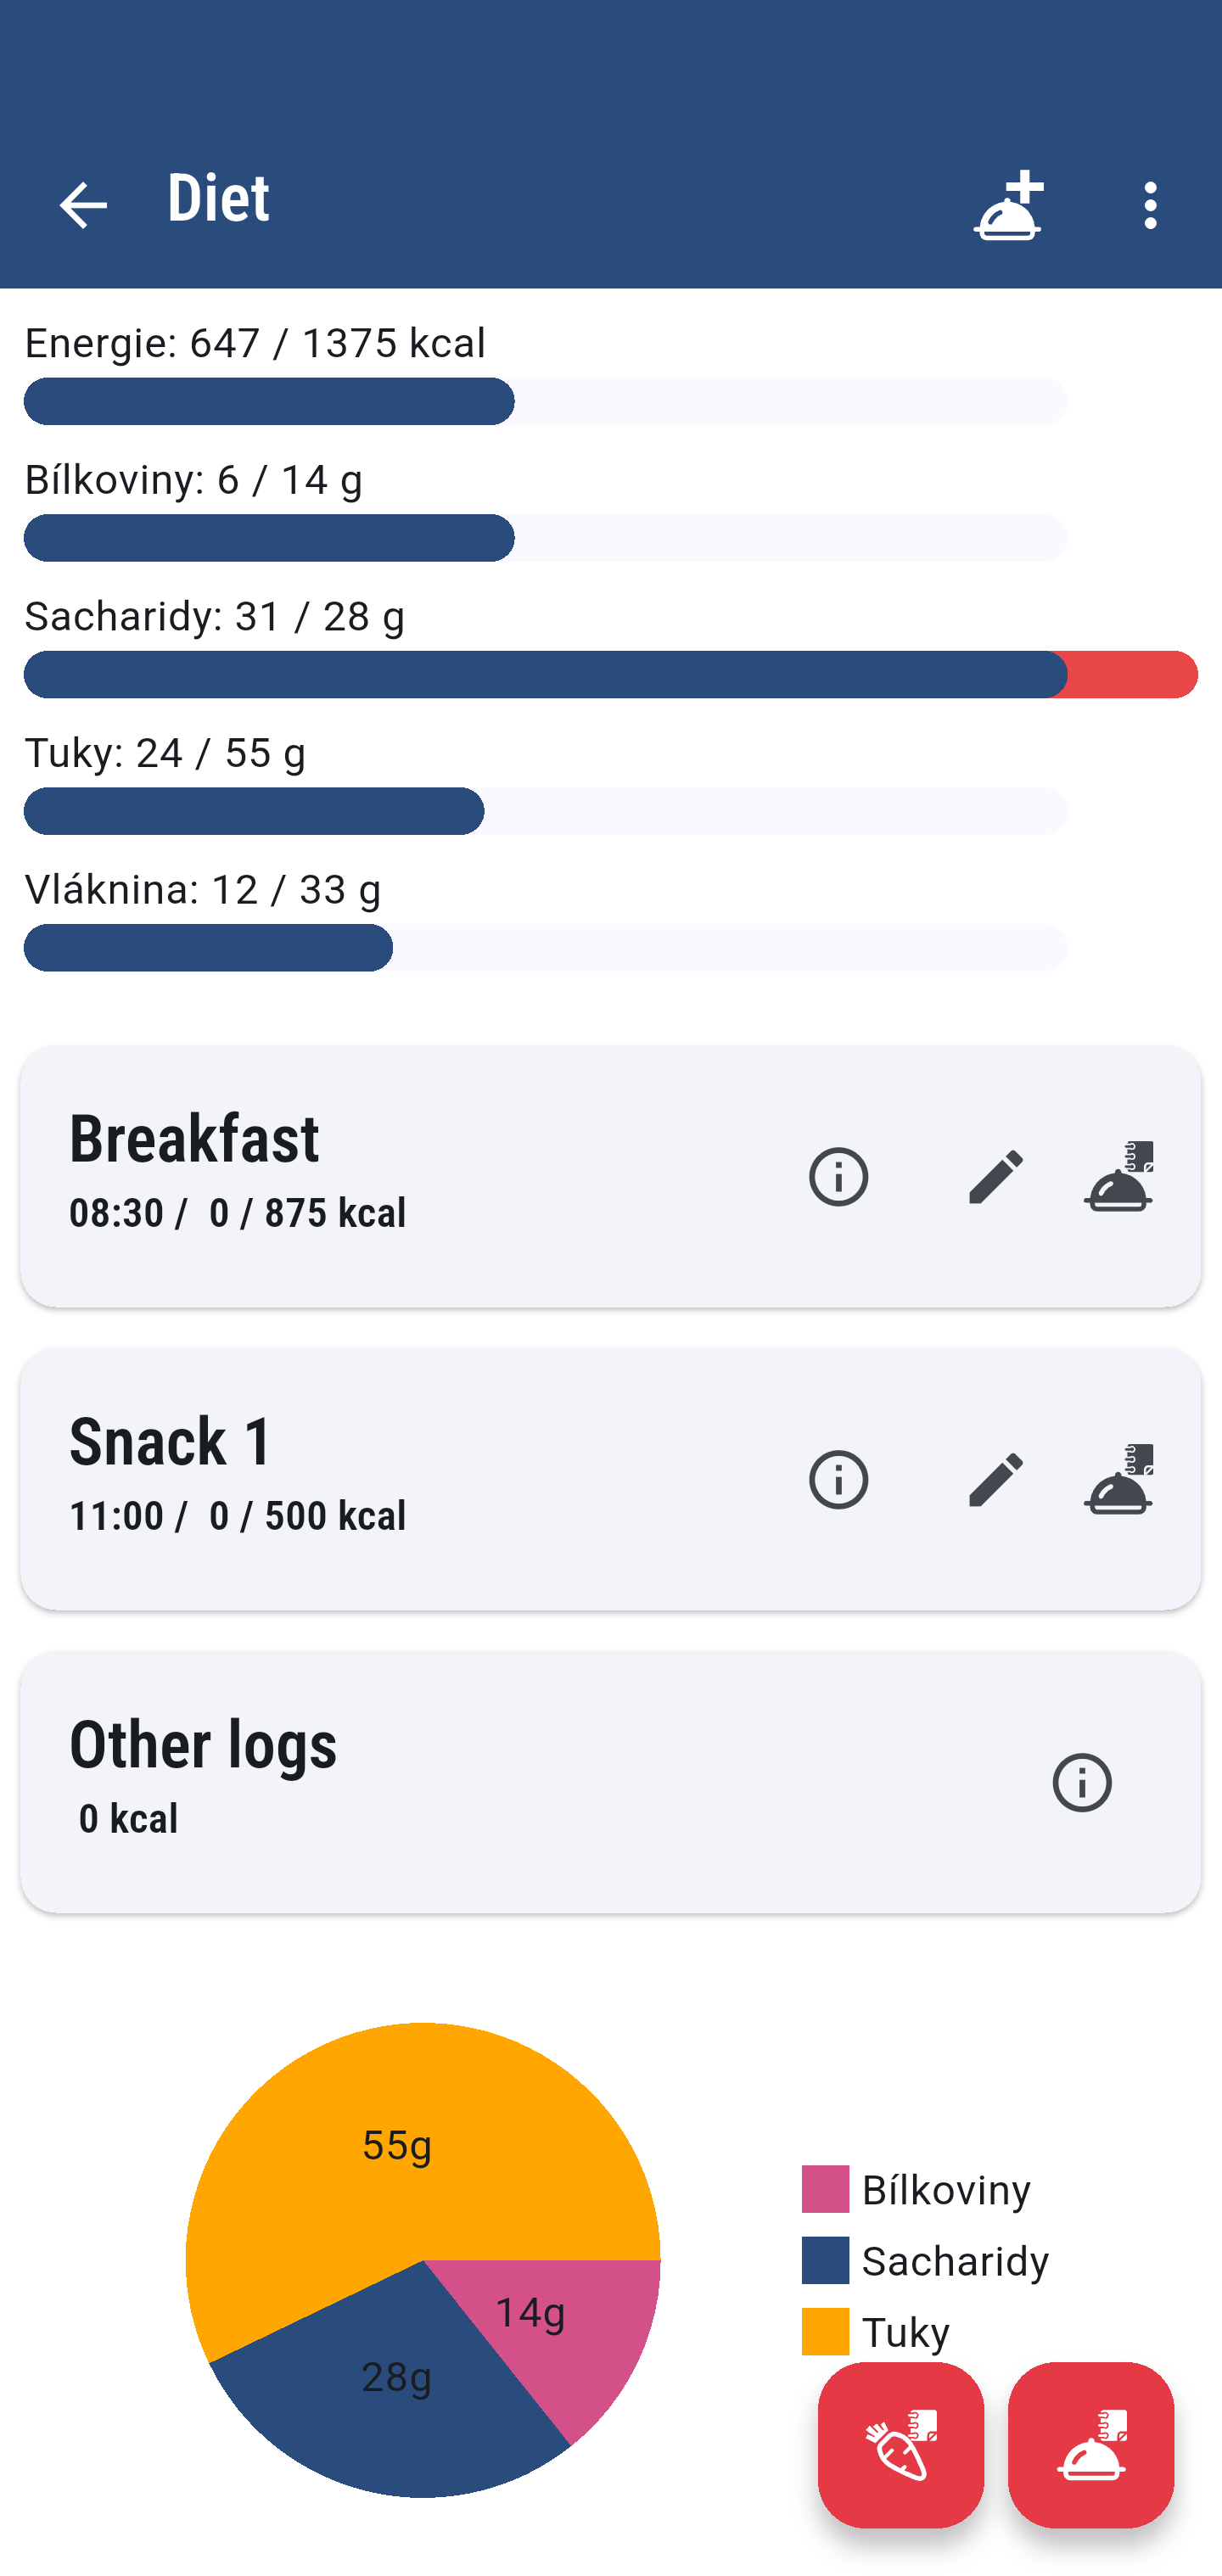 Diet
Energie: 647 / 1375 kcal
Bílkoviny: 6 / 14 g
Sacharidy: 31 / 28 g
Tuky: 24 / 55 g
Vláknina: 12 / 33 g
Breakfast
08:30 /  0 / 875 kcal
Snack 1
11:00 /  0 / 500 kcal
Other logs
0 kcal
55g
14g
28g
Bílkoviny
Sacharidy
Tuky